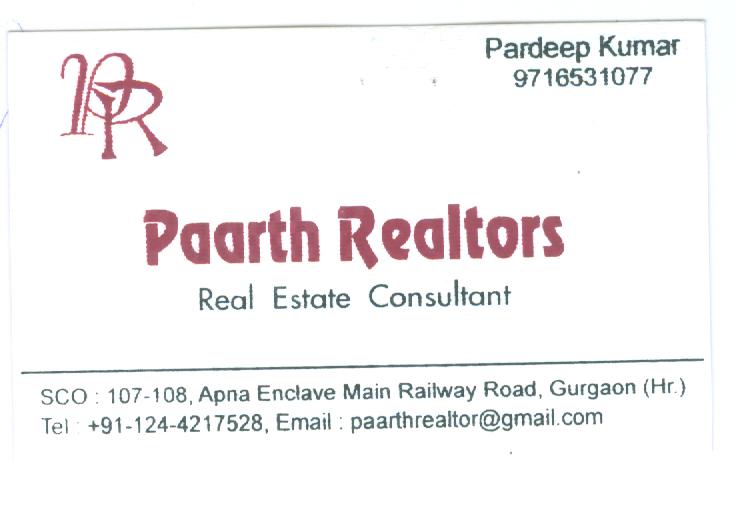 PR
Pardeep Kumar
9716531077
Paarth Realtors
Real Estate Consultant
SCO : 107-108, Apna Enclave Main Railway Road, Gurgaon (Hr.)
Tel : +91-124-4217528, Email : paarthrealtor@gmail.com